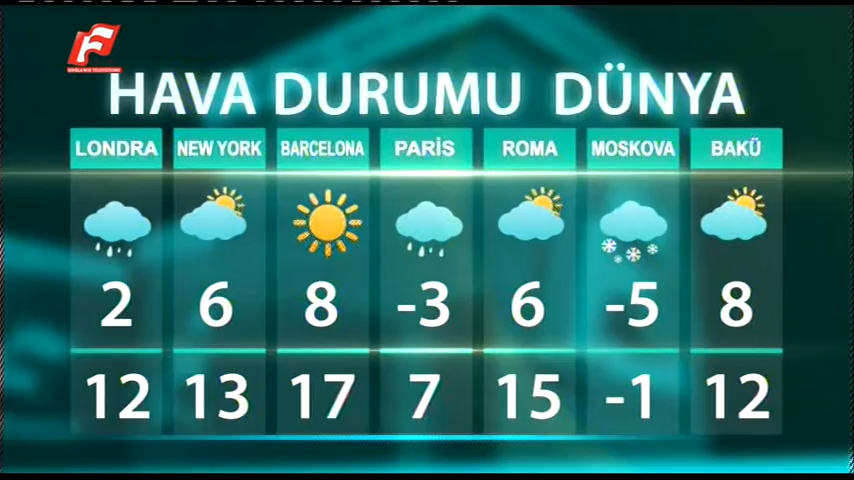 F
HAVA DURUMU DÜNYA
LONDRA NEW YORK BARCELONA PARİS ROMA MOSKOVA BAKÜ
2 6 8 -3 6 -5 8
12 13 17 7 15 -1 12